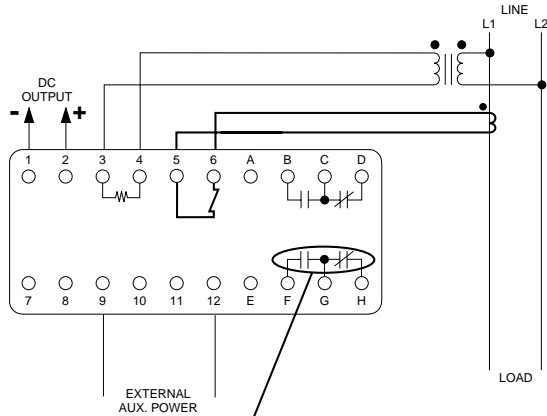 LINE
L1 L2
DC
OUTPUT
- +
1 2 3 4 5 6 A B C D
7 8 9 10 11 12 E F G H
EXTERNAL
AUX. POWER
LOAD